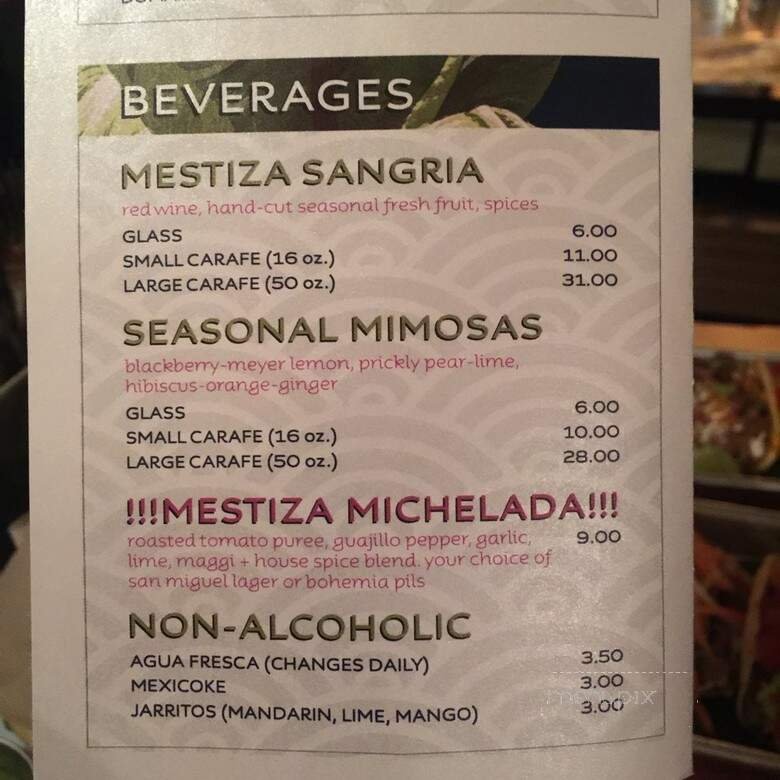 BEVERAGES
MESTIZA SANGRIA
red wine, hand-cut seasonal fresh fruit, spices
GLASS 6.00
SMALL CARAFE (16 oz.) 11.00
LARGE CARAFE (50 oz.) 31.00
SEASONAL MIMOSAS
blackberry-meyer lemon, prickly pear-lime,
hibiscus-orange-ginger
GLASS 6.00
SMALL CARAFE (16 oz.) 10.00
LARGE CARAFE (50 oz.) 28.00
!!!MESTIZA MICHELADA!!!
roasted tomato puree, guajillo pepper, garlic, 9.00
lime, maggi + house spice blend. your choice of
san miguel lager or bohemia pils
NON-ALCOHOLIC
AGUA FRESCA (CHANGES DAILY) 3.50
MEXICOKE 3.00
menupix
JARRITOS (MANDARIN, LIME, MANGO) 3.00